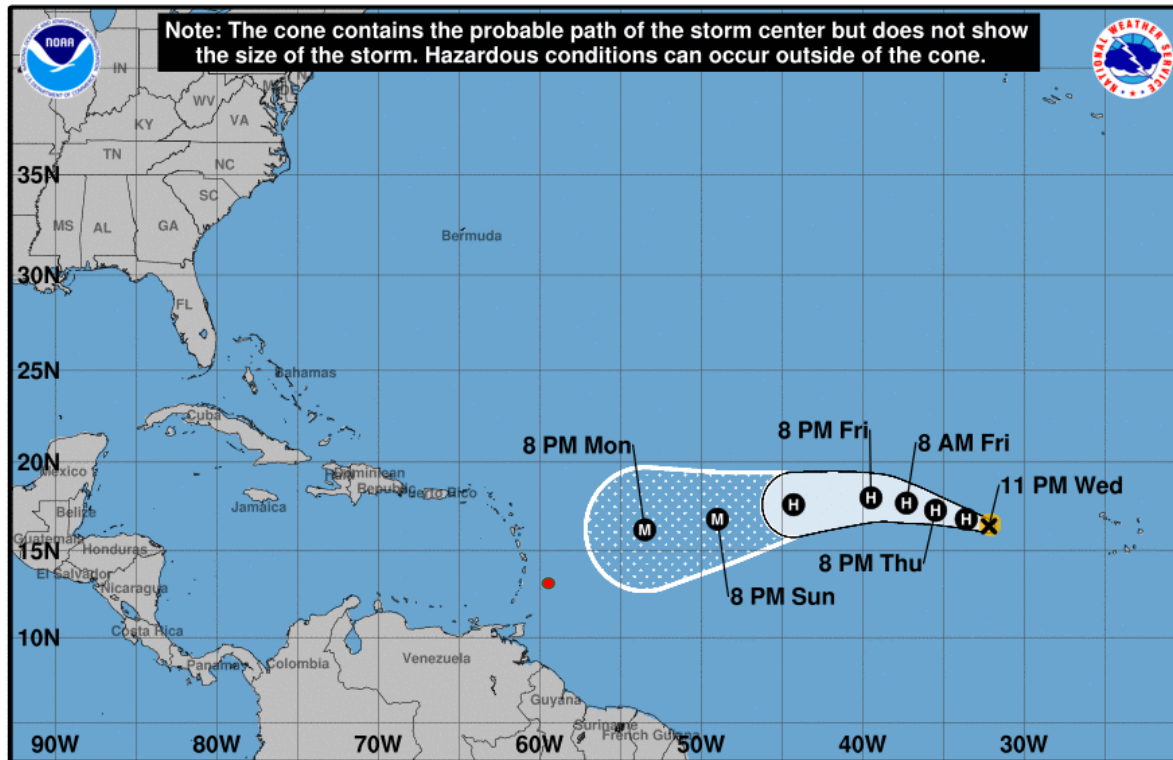 Note: The cone contains the probable path of the storm center but does not show
the size of the storm. Hazardous conditions can occur outside of the cone.
NOAA
NATIONAL WEATHER SERVICE
IN
WV
KY
VA
TN
NC
SC
MS
AL
GA
FL
35N
30N
25N
20N
15N
10N
Bermuda
Bahamas
Cuba
Mexico
Dominican
Republic
Puerto Rico
Jamaica
Belize
Guatemala
Honduras
El Salvador
Nicaragua
Costa Rica
Panama
Colombia
Venezuela
Guyana
Suriname
French Guiana
8 PM Mon
8 PM Fri
8 AM Fri
11 PM Wed
M
M
H
H
H
H
H
8 PM Thu
8 PM Sun
90W
80W
70W
60W
50W
40W
30W